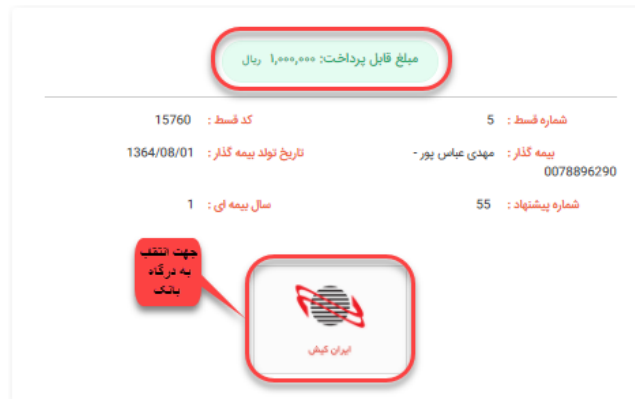 مبلغ قابل پرداخت: ۱,۰۰۰,۰۰۰ ریال
شماره قسط : 5 کد قسط : 15760
بیمه گذار : مهدی عباس پور - تاریخ تولد بیمه گذار : 1364/08/01
0078896290
شماره پیشنهاد : 55 سال بیمه ای : 1
جهت انتقب
به درگاه
بانک
ایران کیش